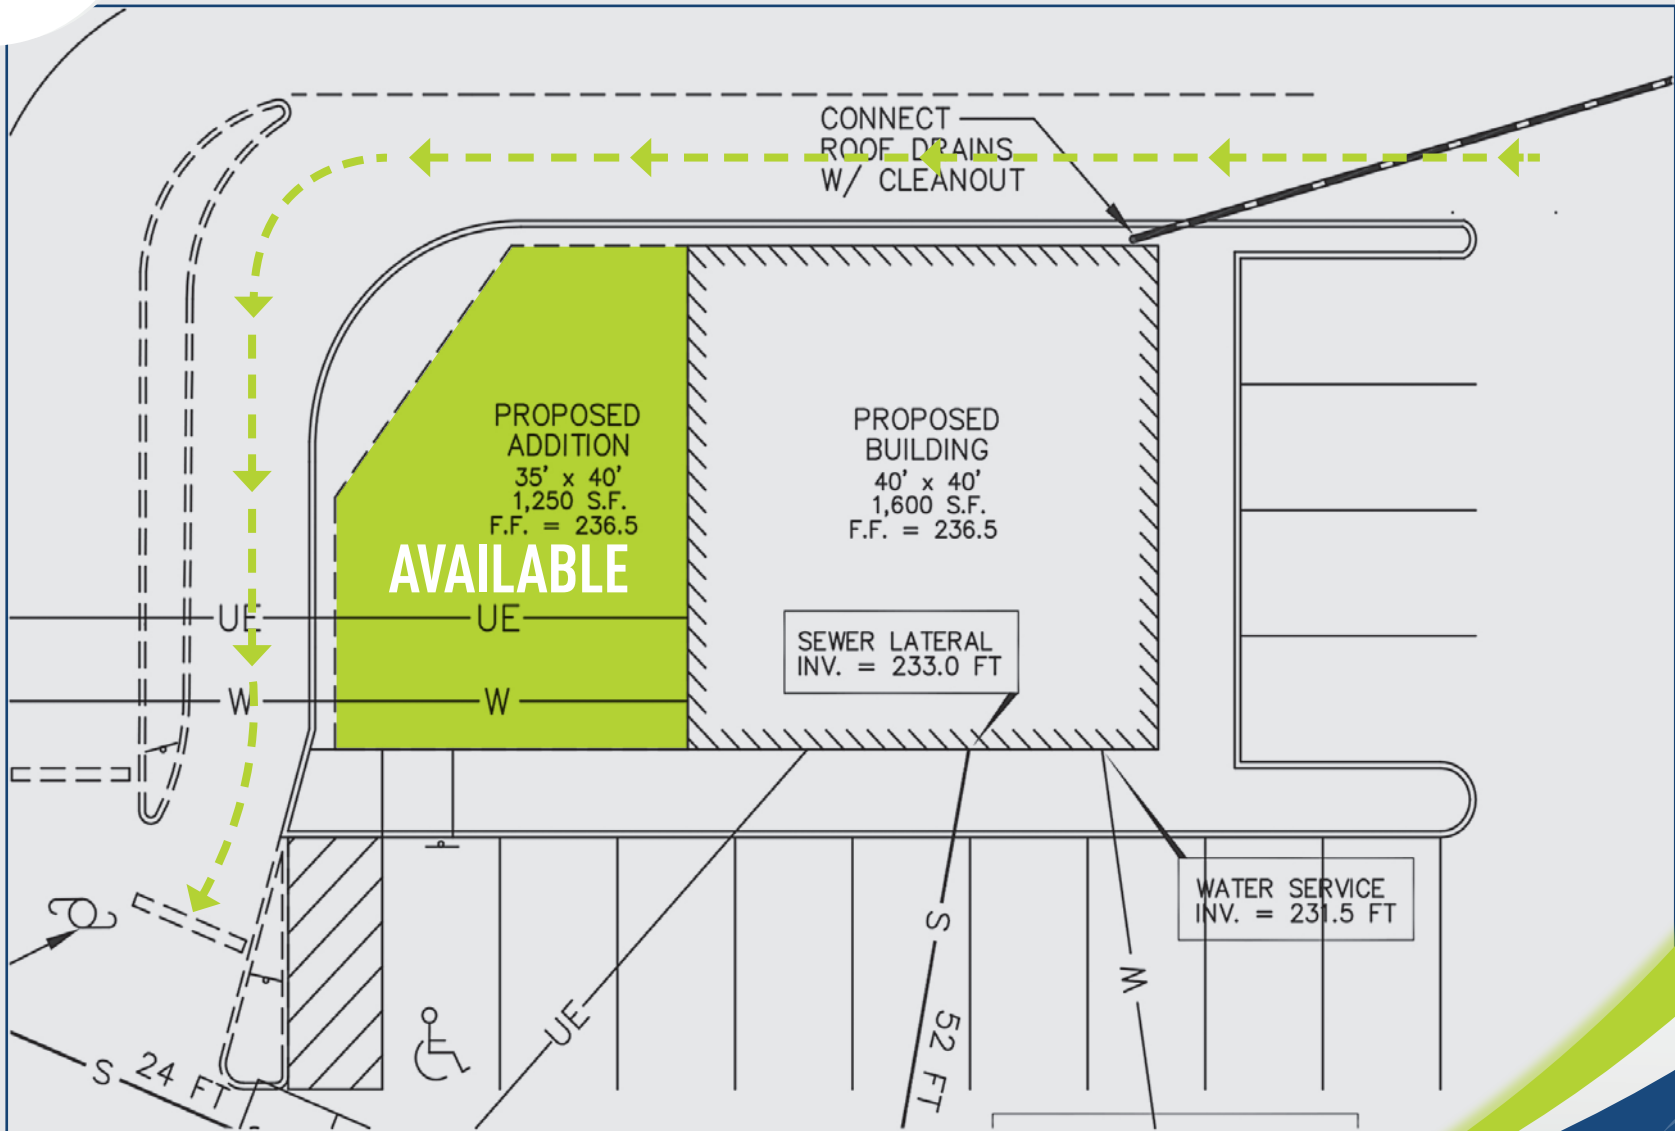 CONNECT
ROOF DRAINS
W/ CLEANOUT
PROPOSED
ADDITION
35' x 40'
1,250 S.F.
F.F. = 236.5
AVAILABLE
PROPOSED
BUILDING
40' x 40'
1,600 S.F.
F.F. = 236.5
UE
UE
SEWER LATERAL
INV. = 233.0 FT
W
W
WATER SERVICE
INV. = 231.5 FT
S
W
UE
52 FT
S
24 FT